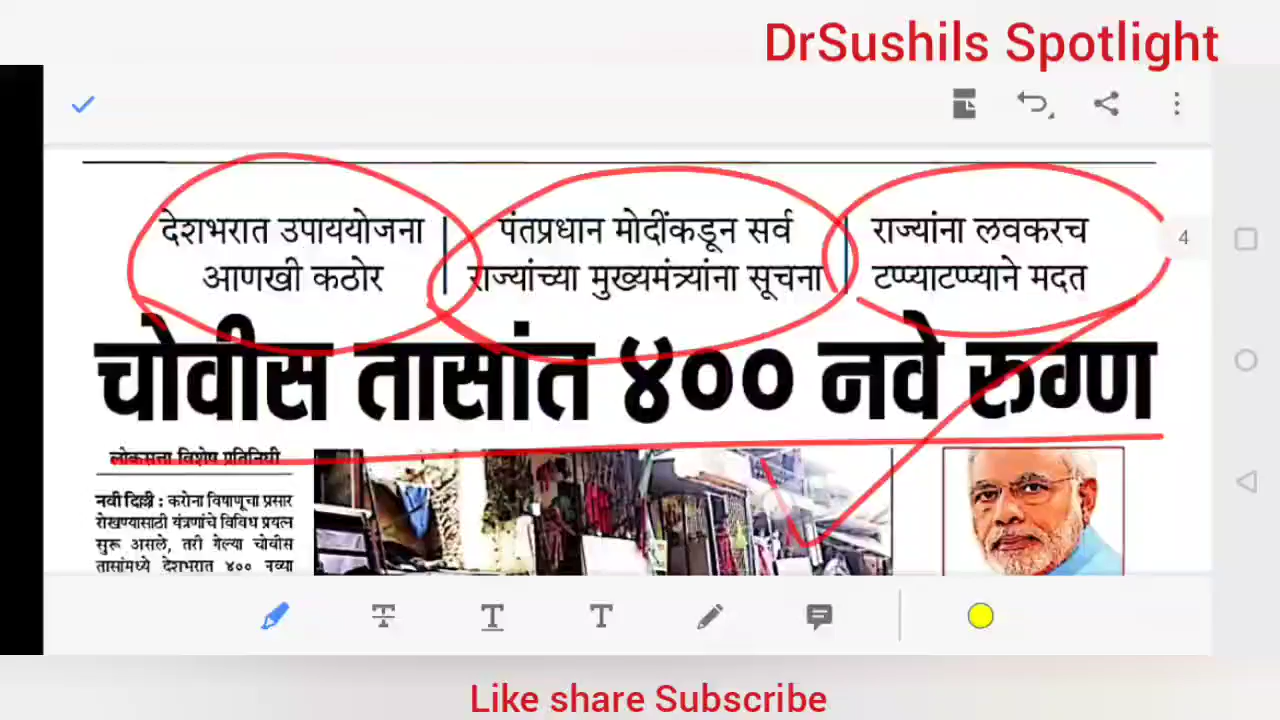 DrSushils Spotlight
देशभरात उपाययोजना
आणखी कठोर
पंतप्रधान मोदींकडून सर्व
राज्यांच्या मुख्यमंत्र्यांना सूचना
राज्यांना लवकरच
टप्प्याटप्प्याने मदत
4
चोवीस तासांत ४०० नवे रुग्ण
लोकसत्ता विशेष प्रतिनिधी
नवी दिल्ली : करोना विषाणूचा प्रसार
रोखण्यासाठी यंत्रणांचे विविध प्रयत्न
सुरू असले, तरी गेल्या चोवीस
तासांमध्ये देशभरात ४०० नव्या
Like share Subscribe